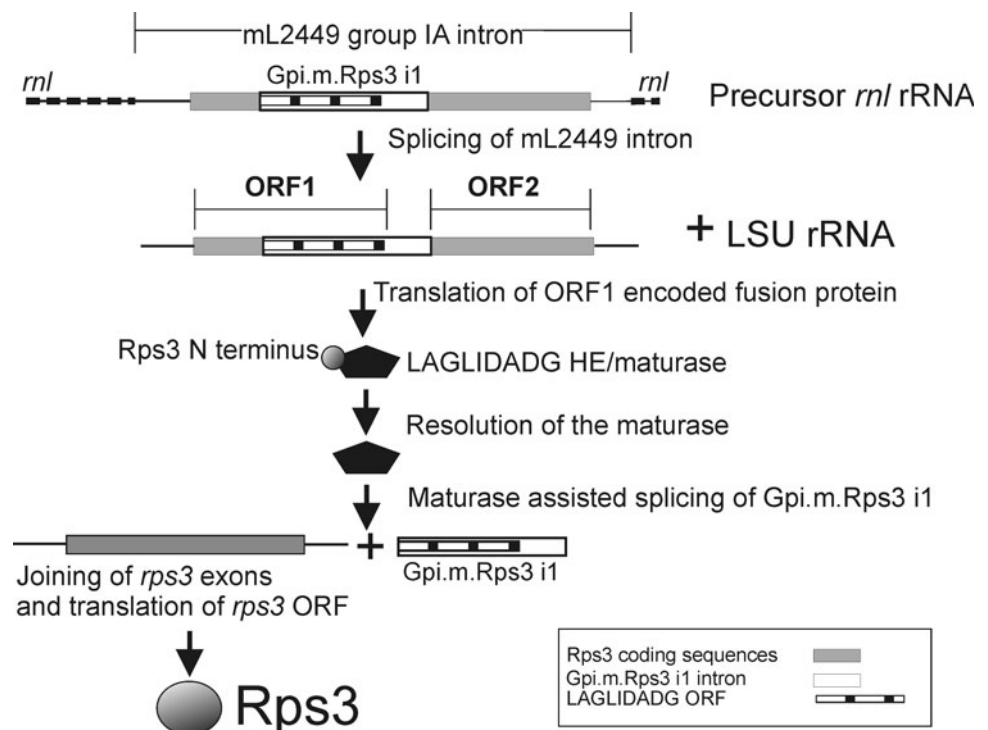 mL2449 group IA intron
rnl
Gpi.m.Rps3 i1
rnl
Precursor rnl rRNA
Splicing of mL2449 intron
ORF1
ORF2
+ LSU rRNA
Translation of ORF1 encoded fusion protein
Rps3 N terminus
LAGLIDADG HE/maturase
Resolution of the maturase
Maturase assisted splicing of Gpi.m.Rps3 i1
+
Gpi.m.Rps3 i1
Joining of rps3 exons
and translation of rps3 ORF
Rps3
Rps3 coding sequences
Gpi.m.Rps3 i1 intron
LAGLIDADG ORF